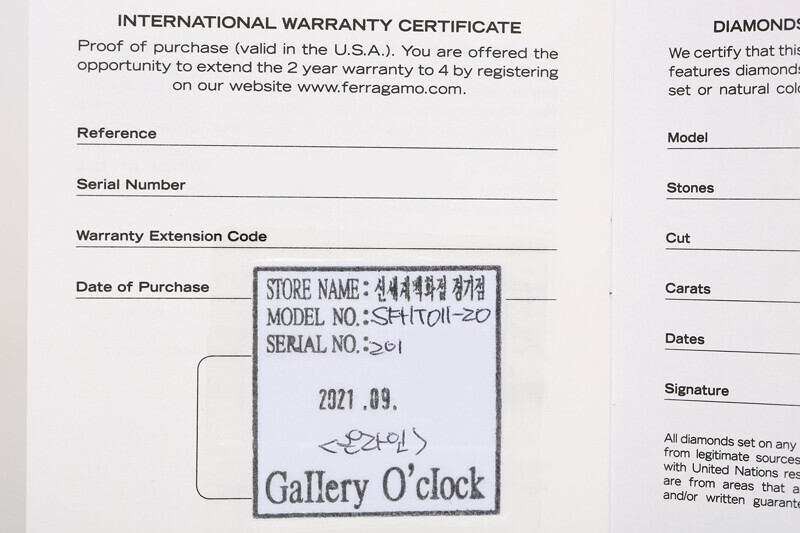 INTERNATIONAL WARRANTY CERTIFICATE
Proof of purchase (valid in the U.S.A.). You are offered the
opportunity to extend the 2 year warranty to 4 by registering
on our website www.ferragamo.com.
Reference
Serial Number
Warranty Extension Code
Date of Purchase
STORE NAME: 신세계백화점 경기점
MODEL NO.: SFHT011-20
SERIAL NO.: 201
2021 .09.
<온라인>
Gallery O'clock
DIAMONDS
We certify that this
features diamonds
set or natural colo
Model
Stones
Cut
Carats
Dates
Signature
All diamonds set on any
from legitimate sources
with United Nations res
are from areas that a
and/or written guarante